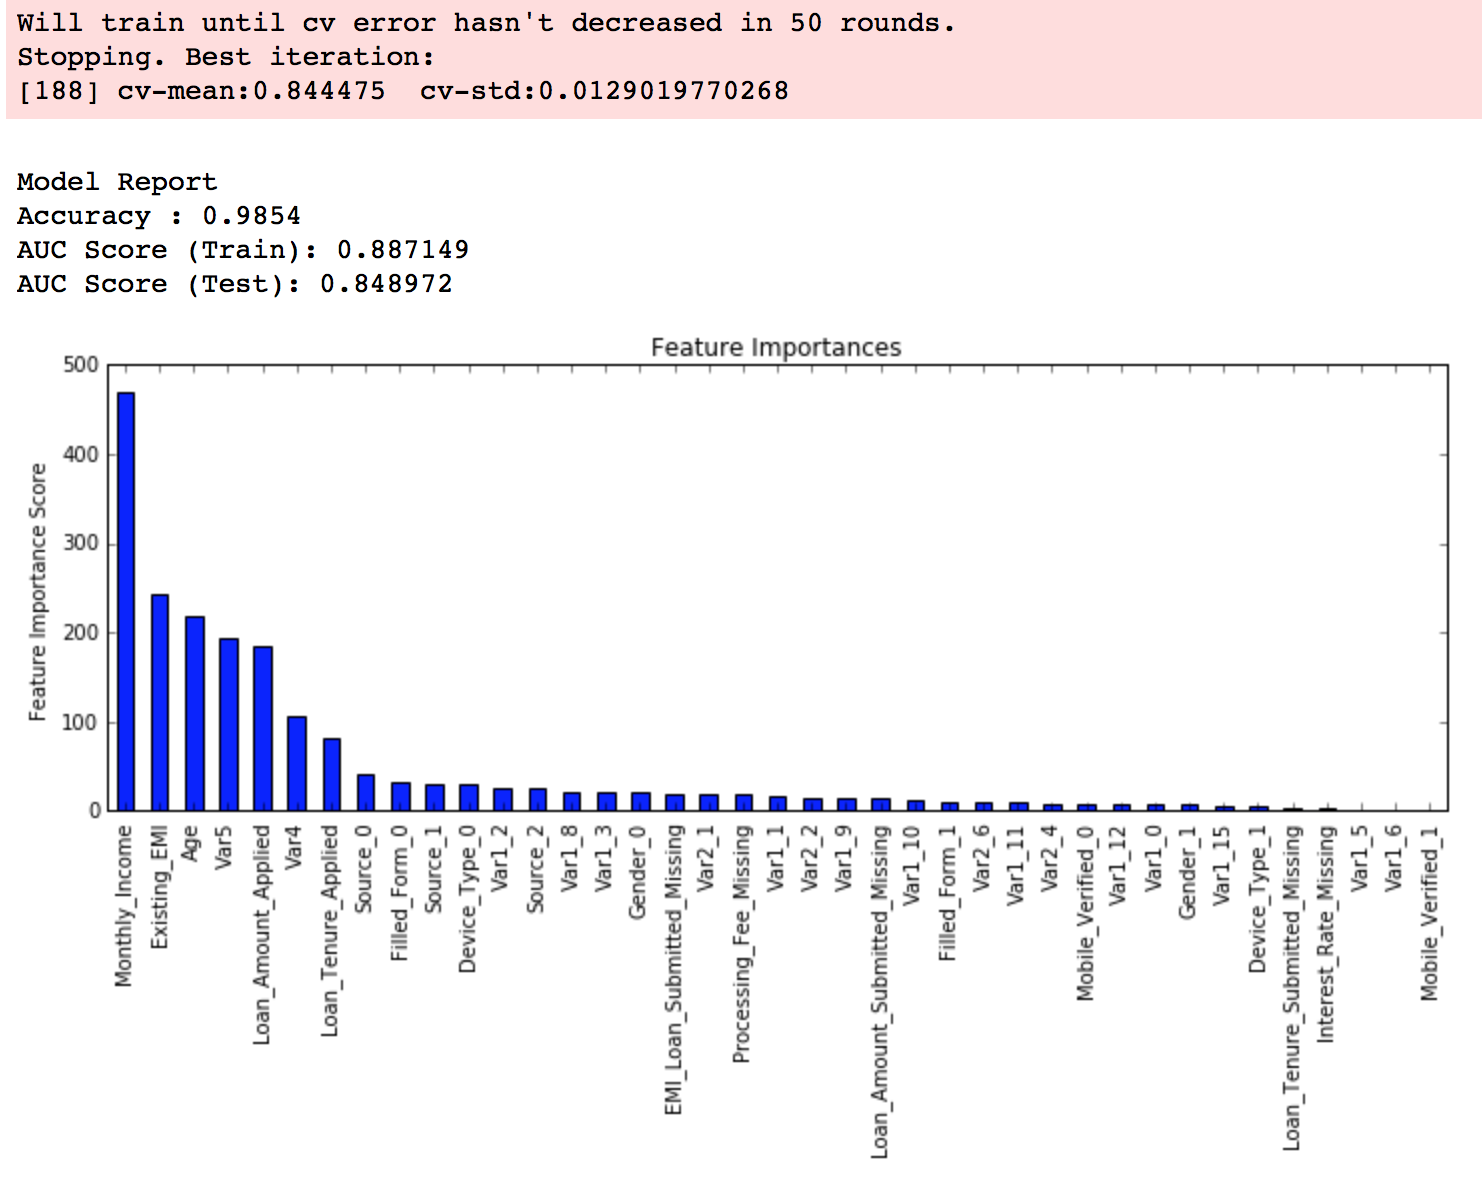 Will train until cv error hasn't decreased in 50 rounds.
Stopping. Best iteration:
[188] cv-mean:0.844475  cv-std:0.0129019770268
Model Report
Accuracy : 0.9854
AUC Score (Train): 0.887149
AUC Score (Test): 0.848972
Feature Importances
Feature Importance Score
500
400
300
200
100
0
Monthly_Income
Existing_EMI
Age
Var5
Loan_Amount_Applied
Var4
Loan_Tenure_Applied
Source_0
Filled_Form_0
Source_1
Device_Type_0
Var1_2
Source_2
Var1_8
Var1_3
Gender_0
EMI_Loan_Submitted_Missing
Var2_1
Processing_Fee_Missing
Var1_1
Var2_2
Var1_9
Loan_Amount_Submitted_Missing
Var1_10
Filled_Form_1
Var2_6
Var1_11
Var2_4
Mobile_Verified_0
Var1_12
Var1_0
Gender_1
Var1_15
Device_Type_1
Loan_Tenure_Submitted_Missing
Interest_Rate_Missing
Var1_5
Var1_6
Mobile_Verified_1